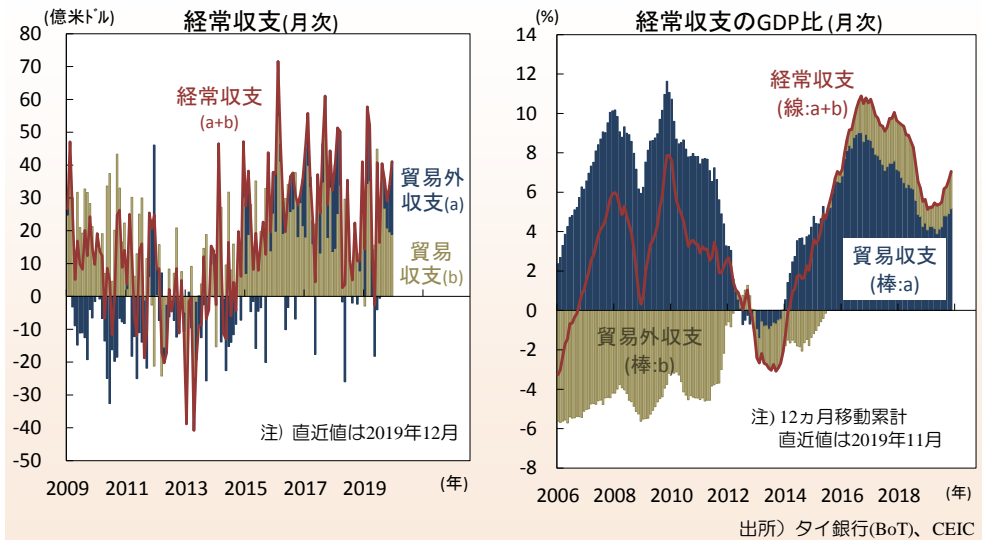 経常収支(月次)
(億米ドル)
80
70
60
50
40
30
20
10
0
-10
-20
-30
-40
-50
経常収支
(a+b)
貿易外
収支(a)
貿易
収支(b)
注) 直近値は2019年12月
2009 2011 2013 2015 2017 2019
(年)
経常収支のGDP比 (月次)
(%)
14
12
10
8
6
4
2
0
-2
-4
-6
-8
経常収支
(線:a+b)
貿易収支
(棒:a)
貿易外収支
(棒:b)
注) 12ヵ月移動累計
直近値は2019年11月
2006 2008 2010 2012 2014 2016 2018
(年)
出所）タイ銀行(BoT)、CEIC